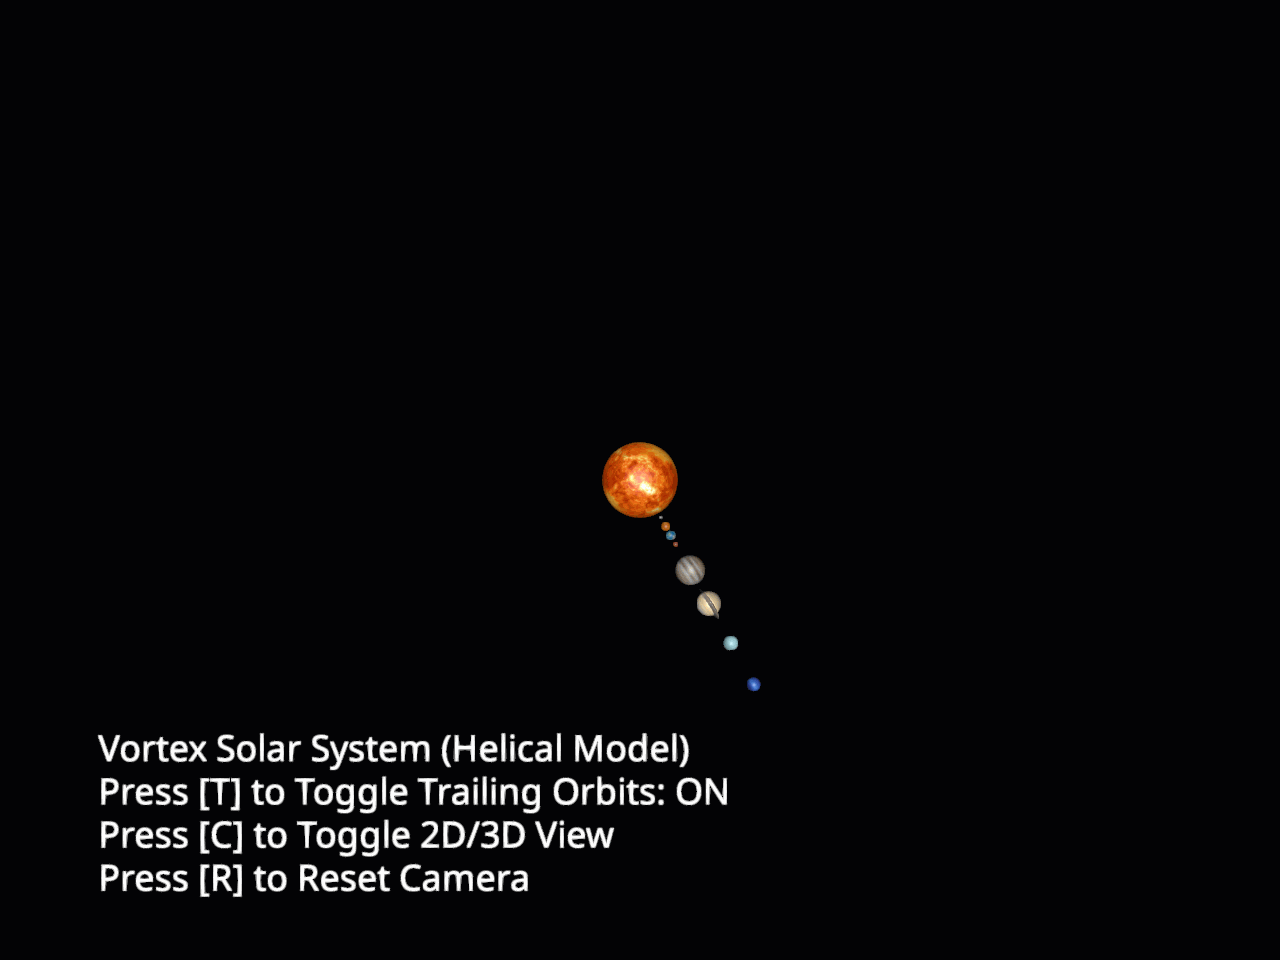 Vortex Solar System (Helical Model)
Press [T] to Toggle Trailing Orbits: ON
Press [C] to Toggle 2D/3D View
Press [R] to Reset Camera